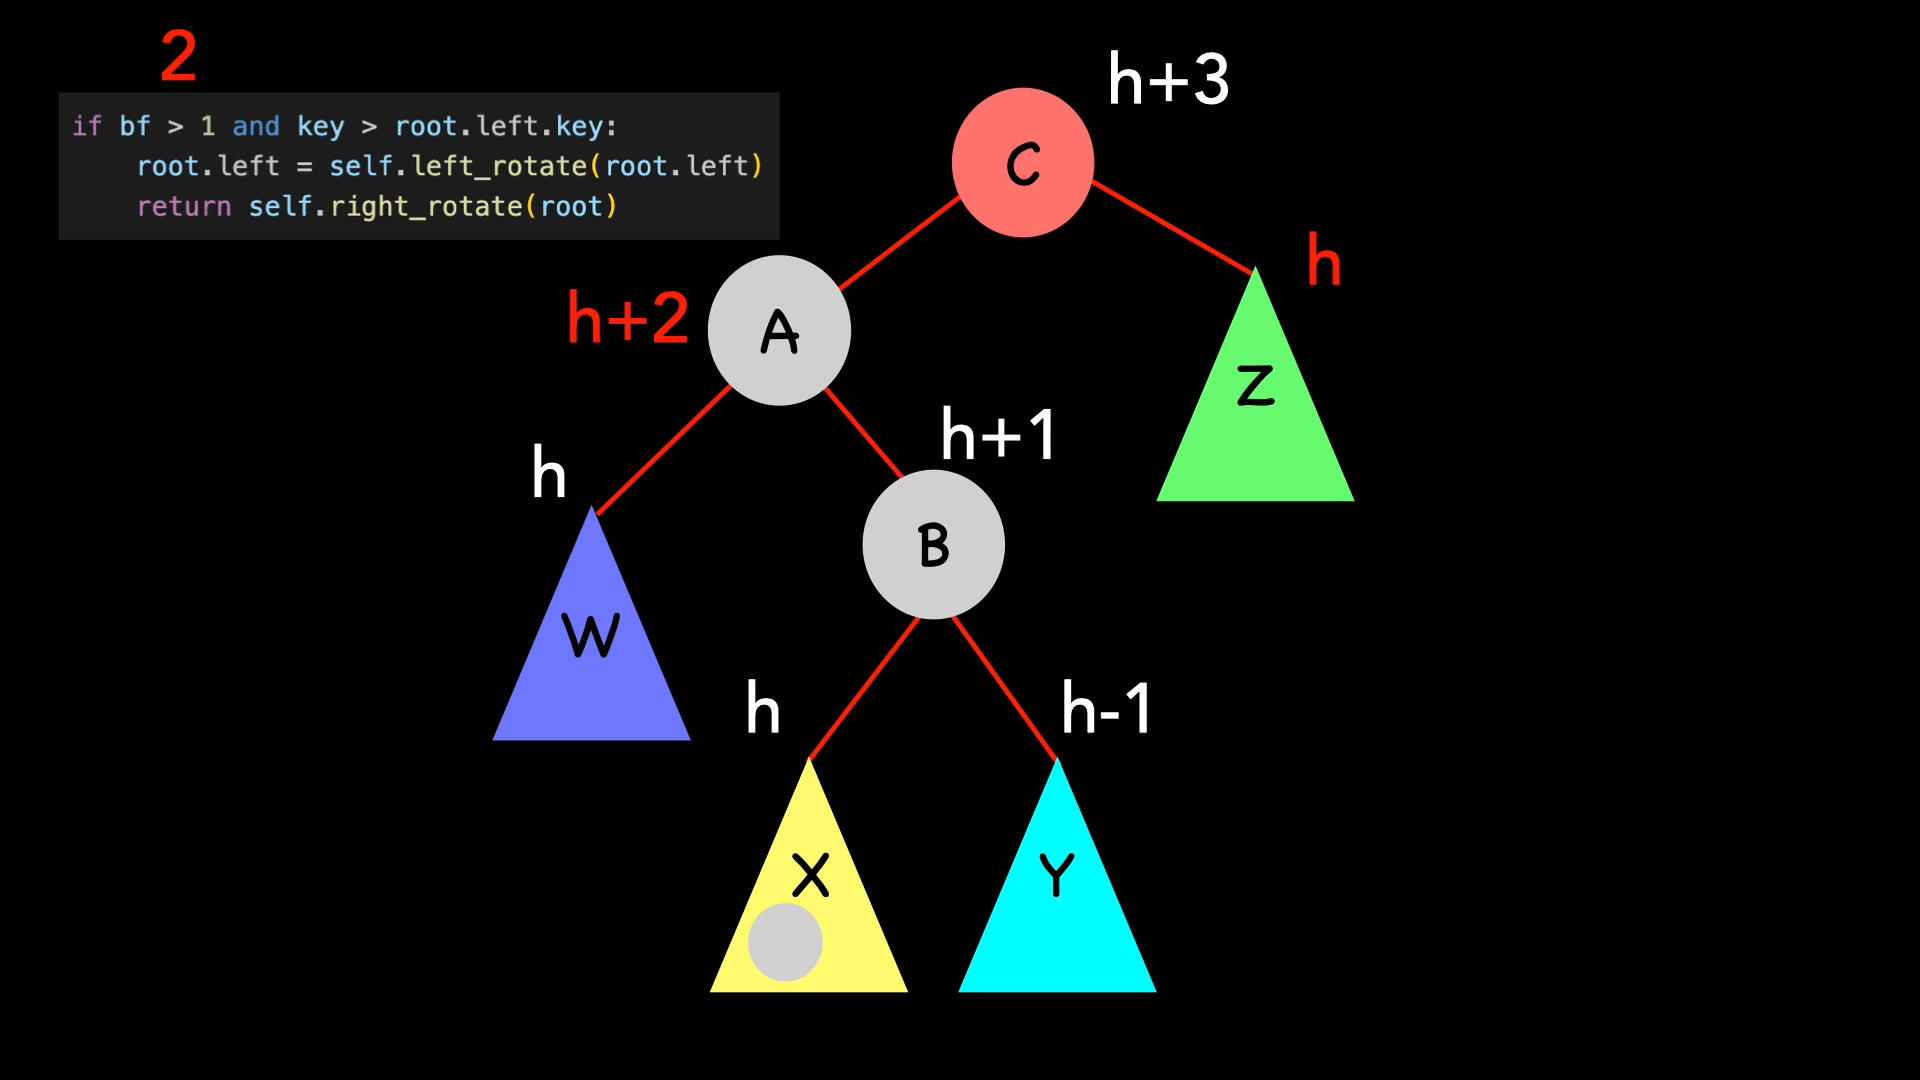 2
if bf > 1 and key > root.left.key:
    root.left = self.left_rotate(root.left)
    return self.right_rotate(root)
h+3
C
h
h+2
A
Z
h+1
h
B
W
h
h-1
X
Y